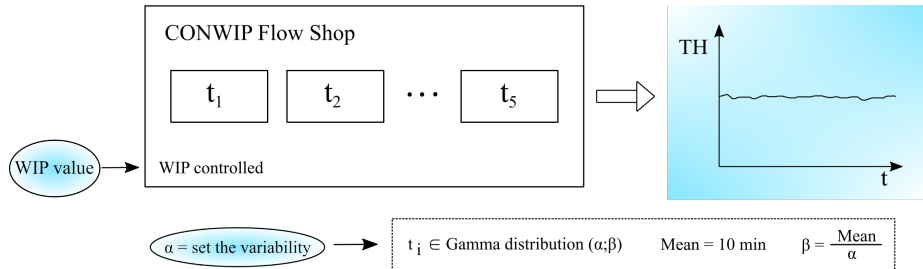 CONWIP Flow Shop
t1 t2 ... t5
WIP controlled
WIP value
TH
t
α = set the variability
t i ∈ Gamma distribution (α;β) Mean = 10 min β = Mean/α